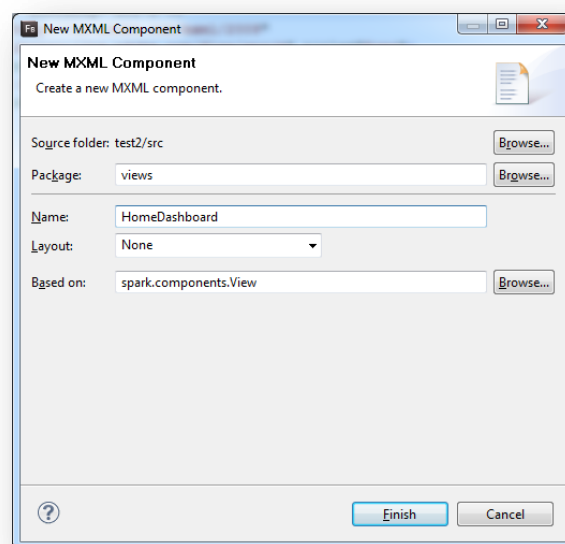 Fb New MXML Component
New MXML Component
Create a new MXML component.
Source folder: test2/src Browse...
Package: views Browse...
Name: HomeDashboard
Layout: None
Based on: spark.components.View Browse...
? Finish Cancel